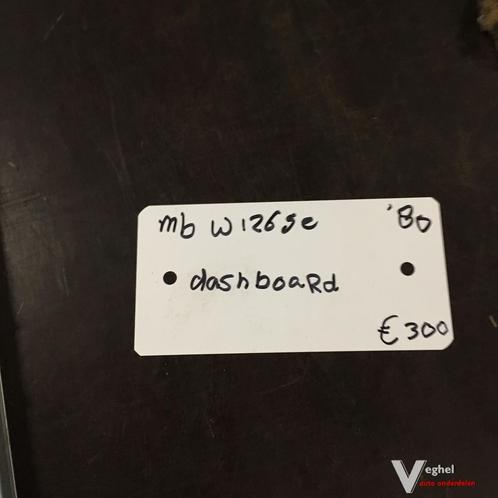 mb W126se '80
dashboaRd
€300
Veghel
auto onderdelen